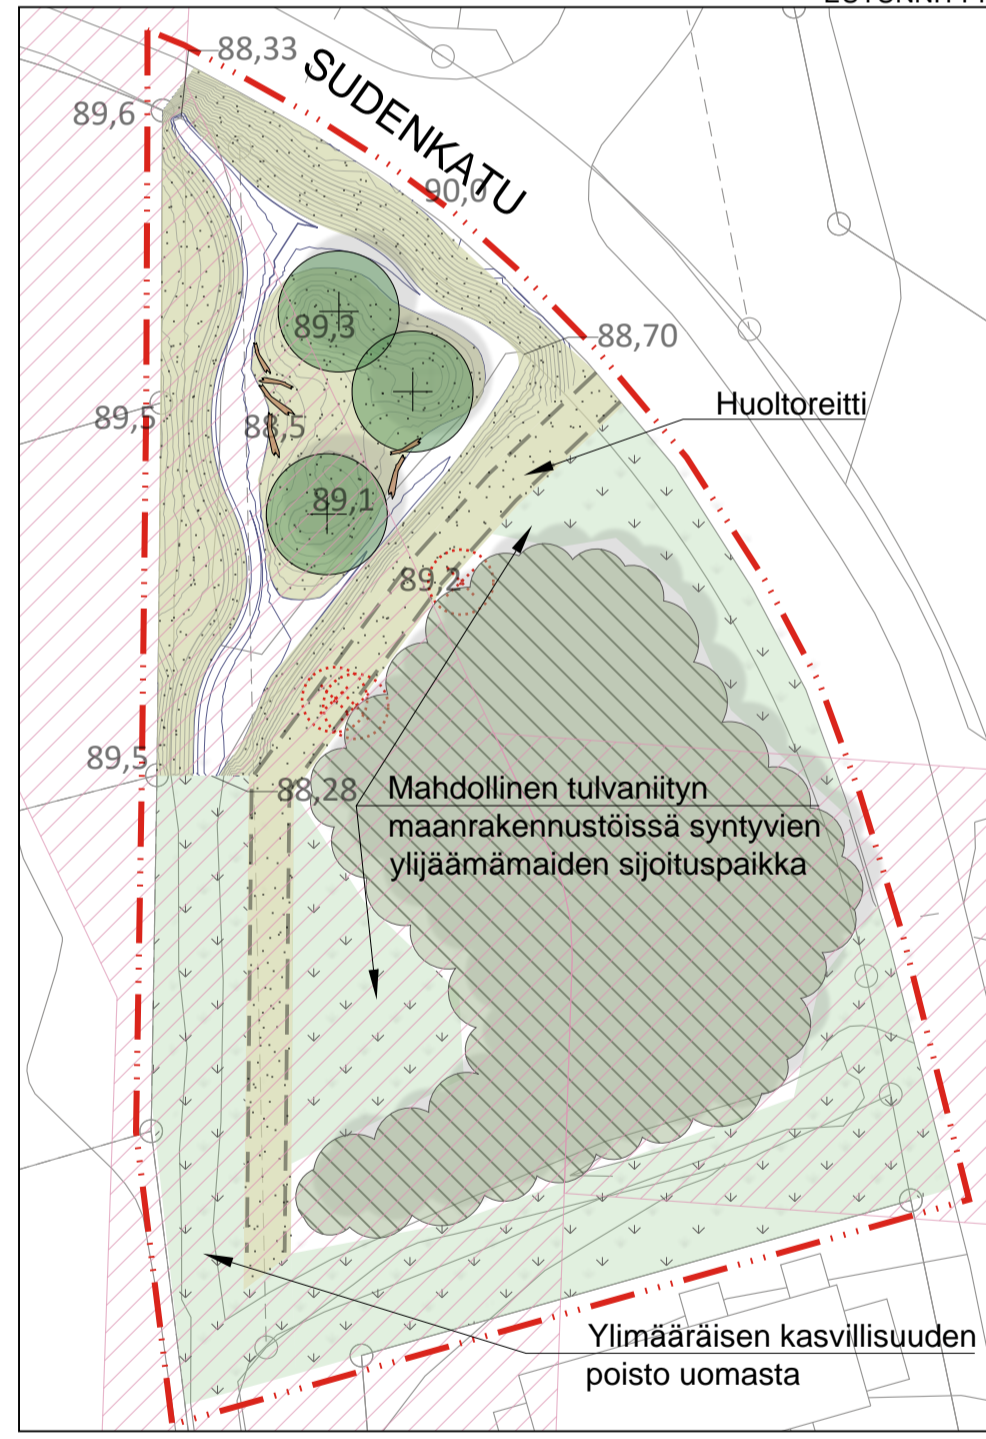 88,33
SUDENKATU
89,6
90,0
89,3
88,70
Huoltoreitti
89,5
88,5
89,1
89,2
89,5
88,28
Mahdollinen tulvaniityn
maanrakennustöissä syntyvien
ylijäämämaiden sijoituspaikka
Ylimääräisen kasvillisuuden
poisto uomasta